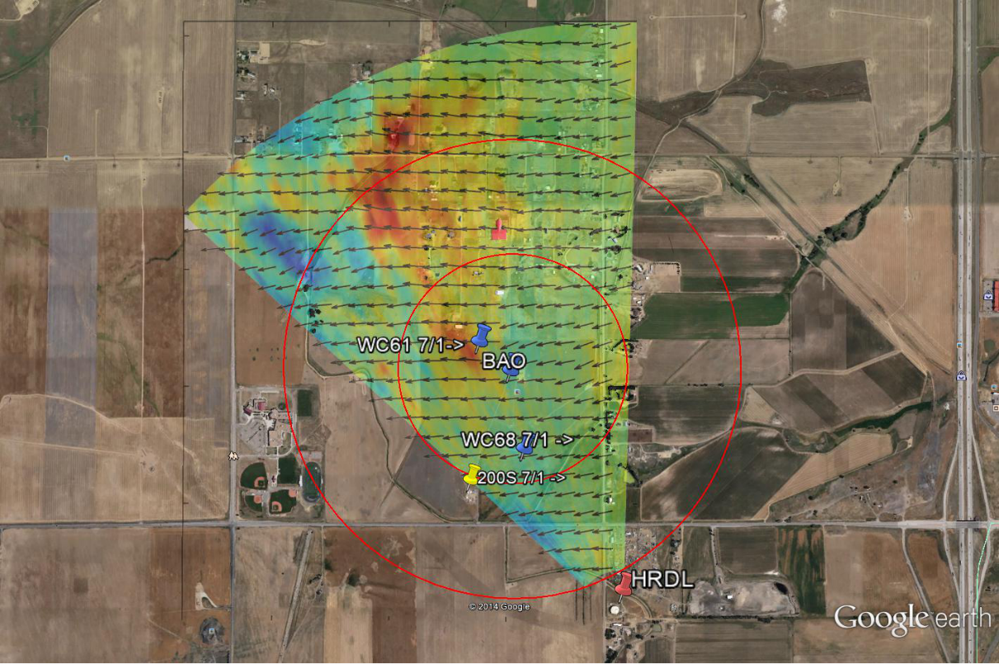 WC61 7/1->
BAO
WC68 7/1 ->
200S 7/1 ->
HRDL
© 2014 Google
Google earth